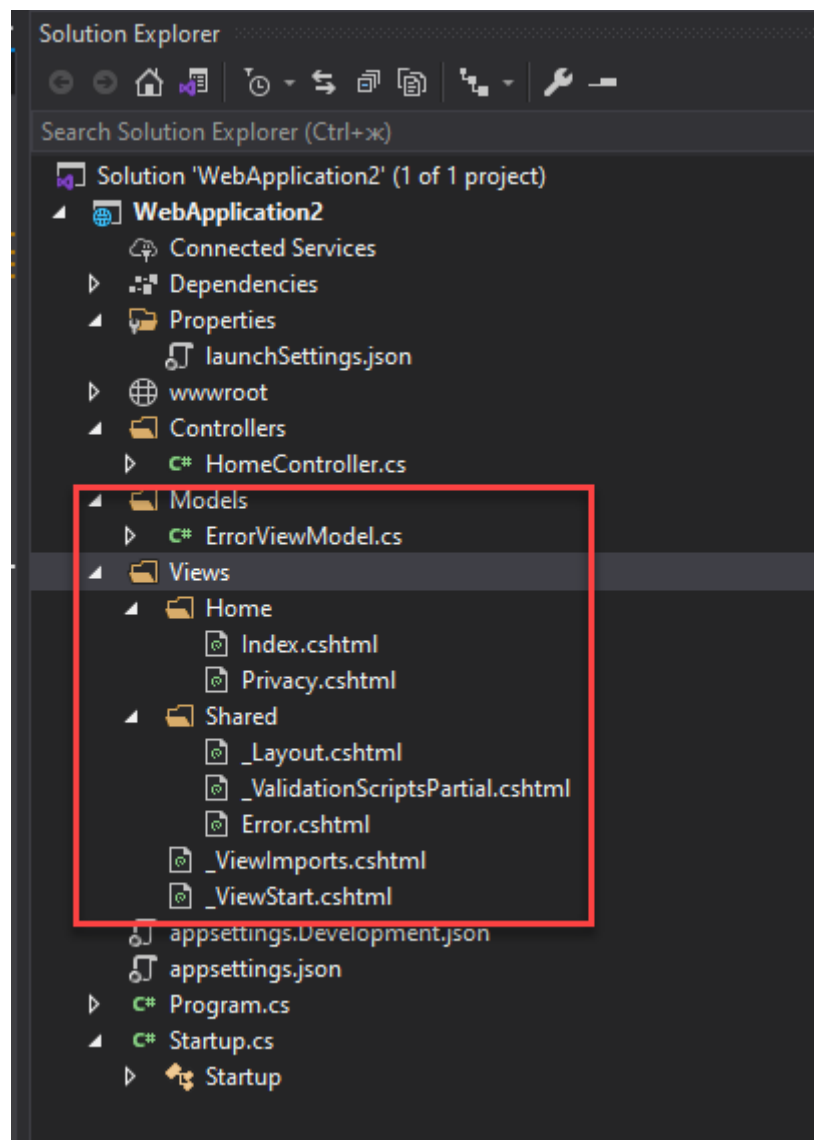 Solution Explorer
Search Solution Explorer (Ctrl+ж)
Solution 'WebApplication2' (1 of 1 project)
WebApplication2
Connected Services
Dependencies
Properties
launchSettings.json
wwwroot
Controllers
C# HomeController.cs
Models
C# ErrorViewModel.cs
Views
Home
Index.cshtml
Privacy.cshtml
Shared
_Layout.cshtml
_ValidationScriptsPartial.cshtml
Error.cshtml
_ViewImports.cshtml
_ViewStart.cshtml
appsettings.Development.json
appsettings.json
C# Program.cs
C# Startup.cs
Startup